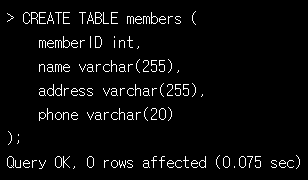 > CREATE TABLE members (
    memberID int,
    name varchar(255),
    address varchar(255),
    phone varchar(20)
);
Query OK, 0 rows affected (0.075 sec)